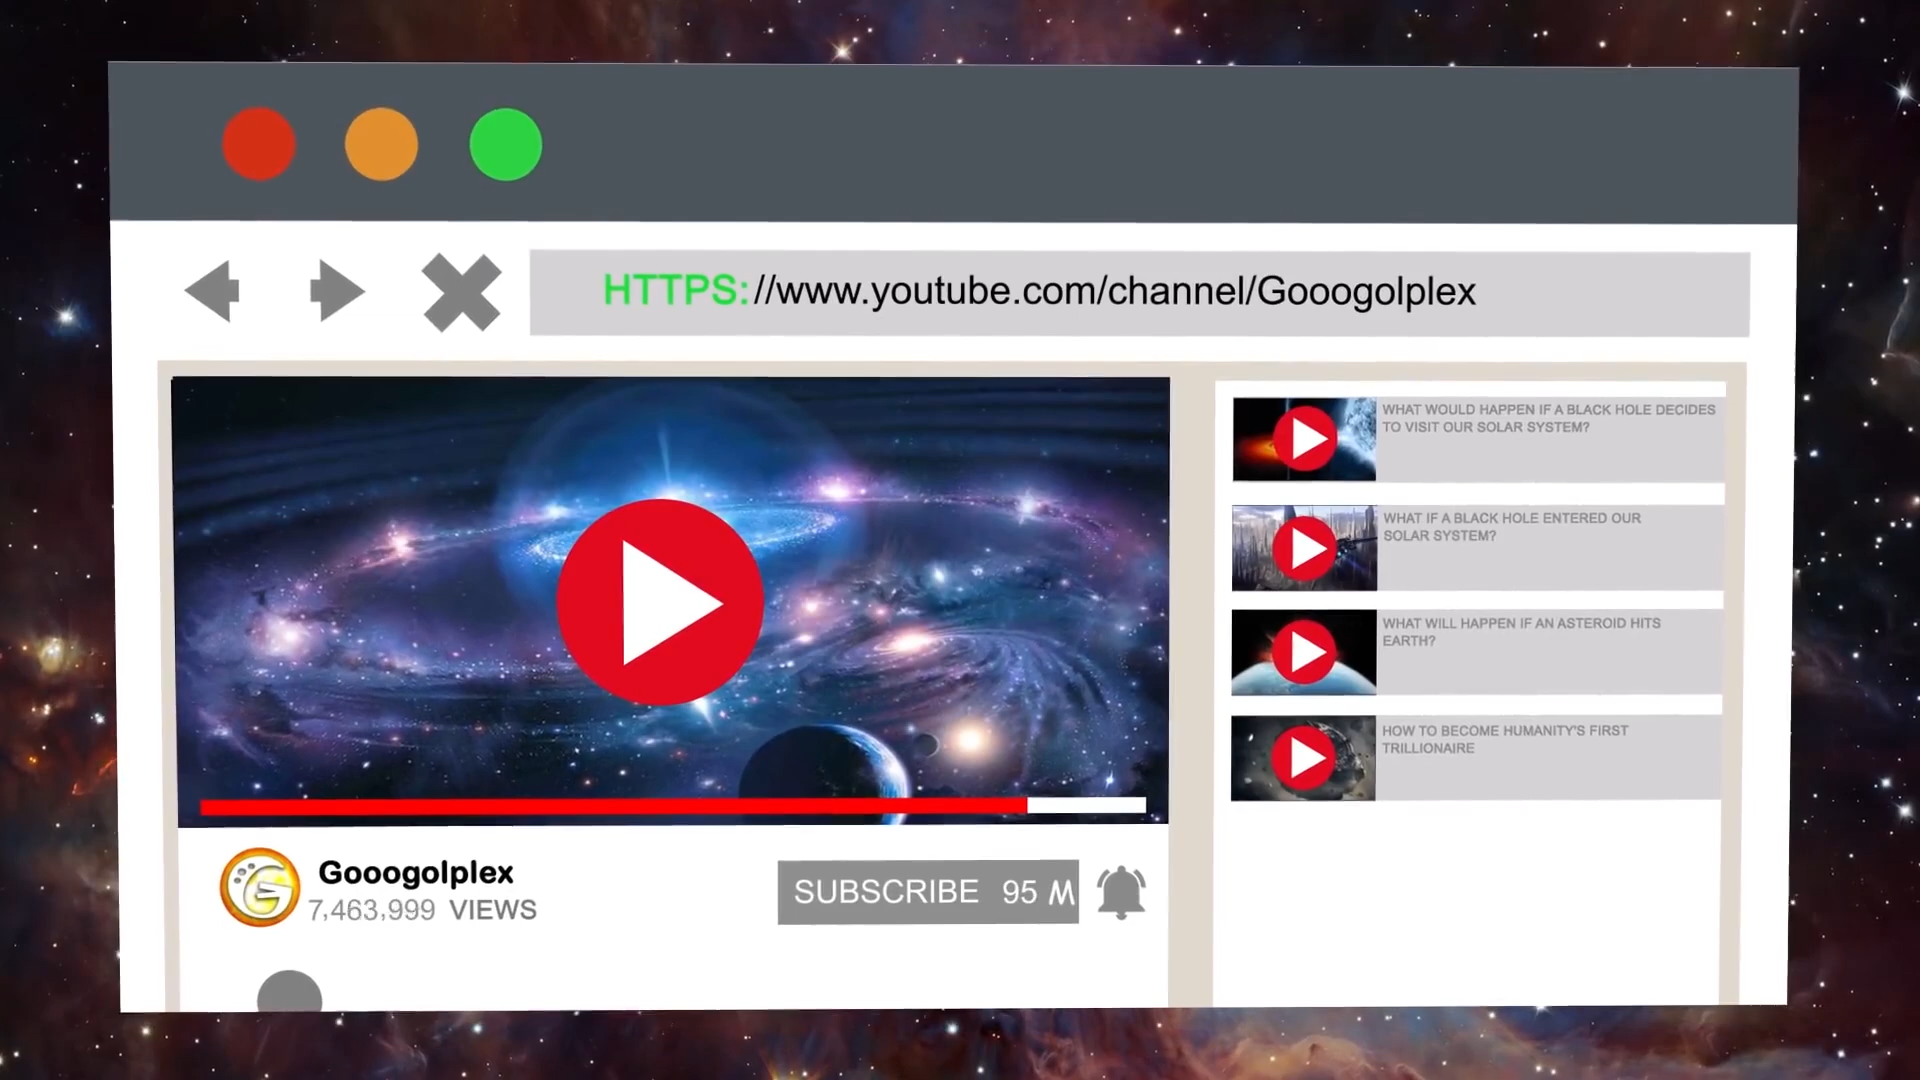 HTTPS://www.youtube.com/channel/Gooogolplex
WHAT WOULD HAPPEN IF A BLACK HOLE DECIDES
TO VISIT OUR SOLAR SYSTEM?
WHAT IF A BLACK HOLE ENTERED OUR
SOLAR SYSTEM?
WHAT WILL HAPPEN IF AN ASTEROID HITS
EARTH?
HOW TO BECOME HUMANITY'S FIRST
TRILLIONAIRE
G
Gooogolplex
7,463,999 VIEWS
SUBSCRIBE 95 M